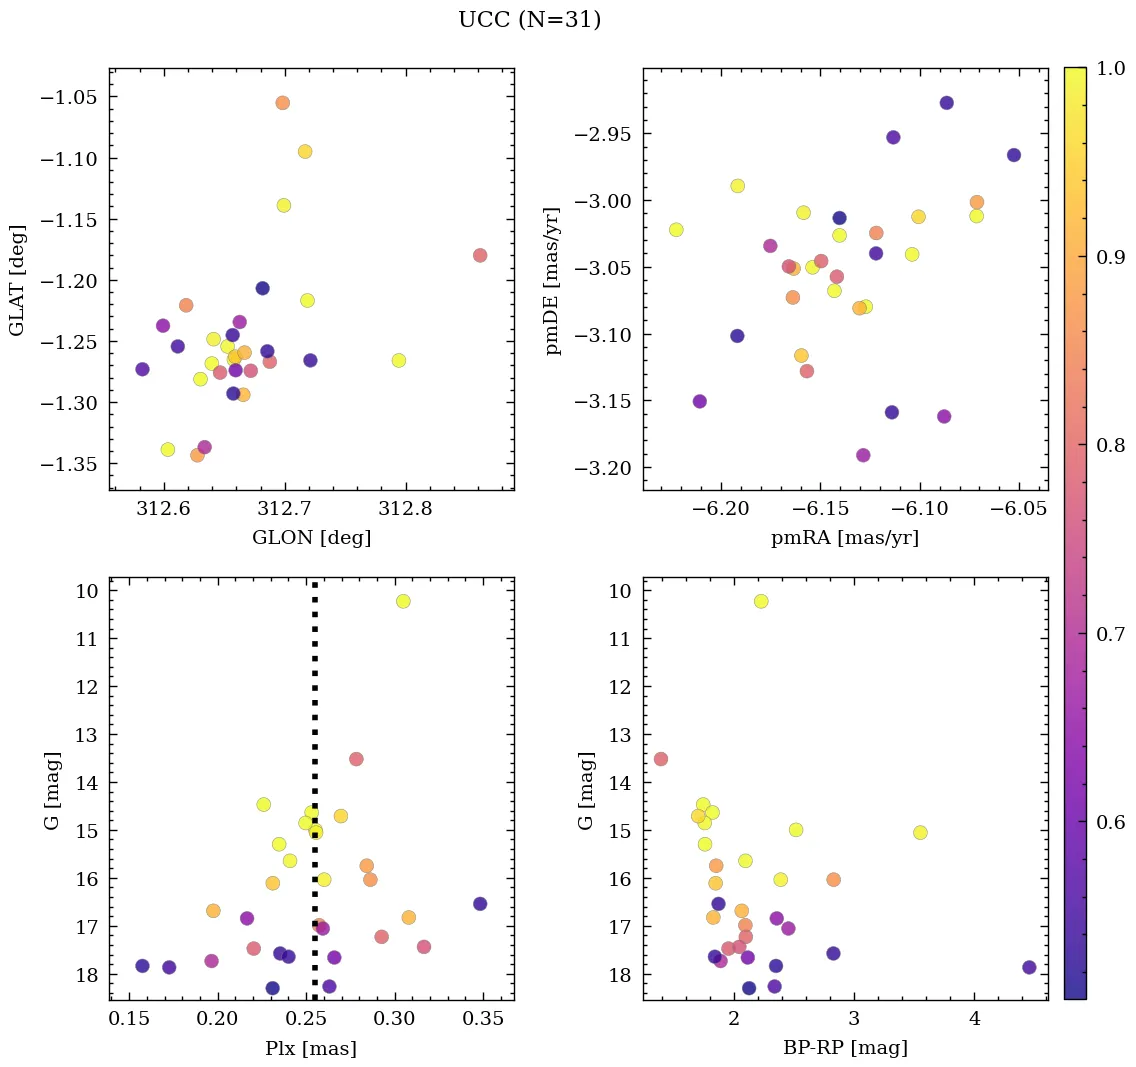 UCC (N=31)
−1.05
−1.10
−1.15
−1.20
−1.25
−1.30
−1.35
GLAT [deg]
312.6 312.7 312.8
GLON [deg]
−2.95
−3.00
−3.05
−3.10
−3.15
−3.20
pmDE [mas/yr]
−6.20 −6.15 −6.10 −6.05
pmRA [mas/yr]
1.0
0.9
0.8
0.7
0.6
10
11
12
13
14
15
16
17
18
G [mag]
0.15 0.20 0.25 0.30 0.35
Plx [mas]
10
11
12
13
14
15
16
17
18
G [mag]
2 3 4
BP-RP [mag]